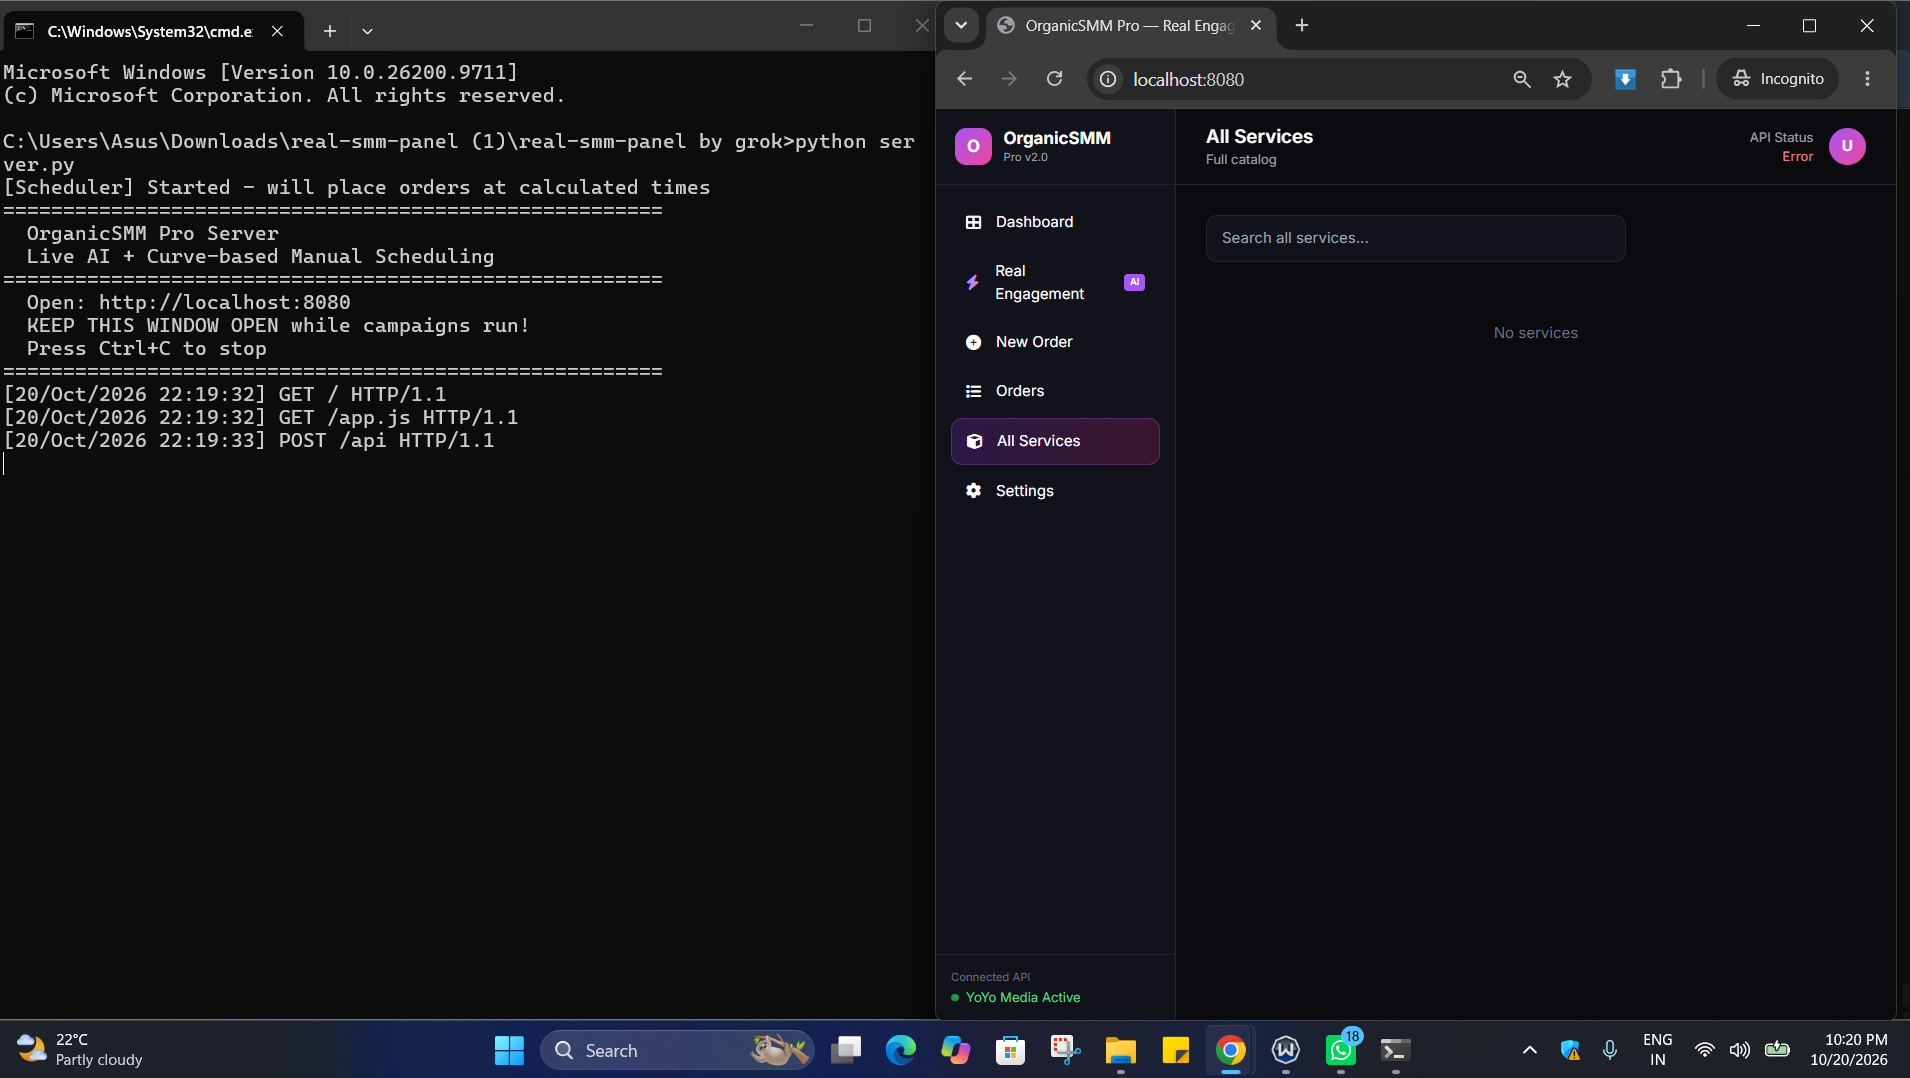 C:\Windows\System32\cmd.e
Microsoft Windows [Version 10.0.26200.9711]
(c) Microsoft Corporation. All rights reserved.
C:\Users\Asus\Downloads\real-smm-panel (1)\real-smm-panel by grok>python ser
ver.py
[Scheduler] Started - will place orders at calculated times
=======================================================
OrganicSMM Pro Server
Live AI + Curve-based Manual Scheduling
=======================================================
Open: http://localhost:8080
KEEP THIS WINDOW OPEN while campaigns run!
Press Ctrl+C to stop
=======================================================
[20/Oct/2026 22:19:32] GET / HTTP/1.1
[20/Oct/2026 22:19:32] GET /app.js HTTP/1.1
[20/Oct/2026 22:19:33] POST /api HTTP/1.1
OrganicSMM Pro — Real Engag
localhost:8080
Incognito
O
OrganicSMM
Pro v2.0
Dashboard
Real
Engagement
AI
New Order
Orders
All Services
Settings
Connected API
YoYo Media Active
All Services
Full catalog
API Status
Error
U
Search all services...
No services
22°C
Partly cloudy
Search
18
ENG
IN
10:20 PM
10/20/2026